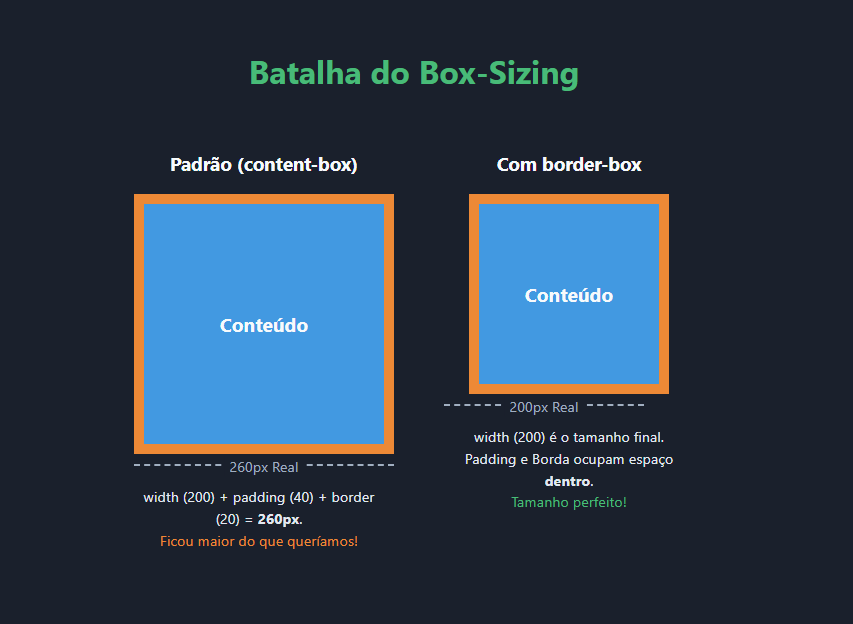 Batalha do Box-Sizing
Padrão (content-box)
Conteúdo
260px Real
width (200) + padding (40) + border
(20) = 260px.
Ficou maior do que queríamos!
Com border-box
Conteúdo
200px Real
width (200) é o tamanho final.
Padding e Borda ocupam espaço
dentro.
Tamanho perfeito!